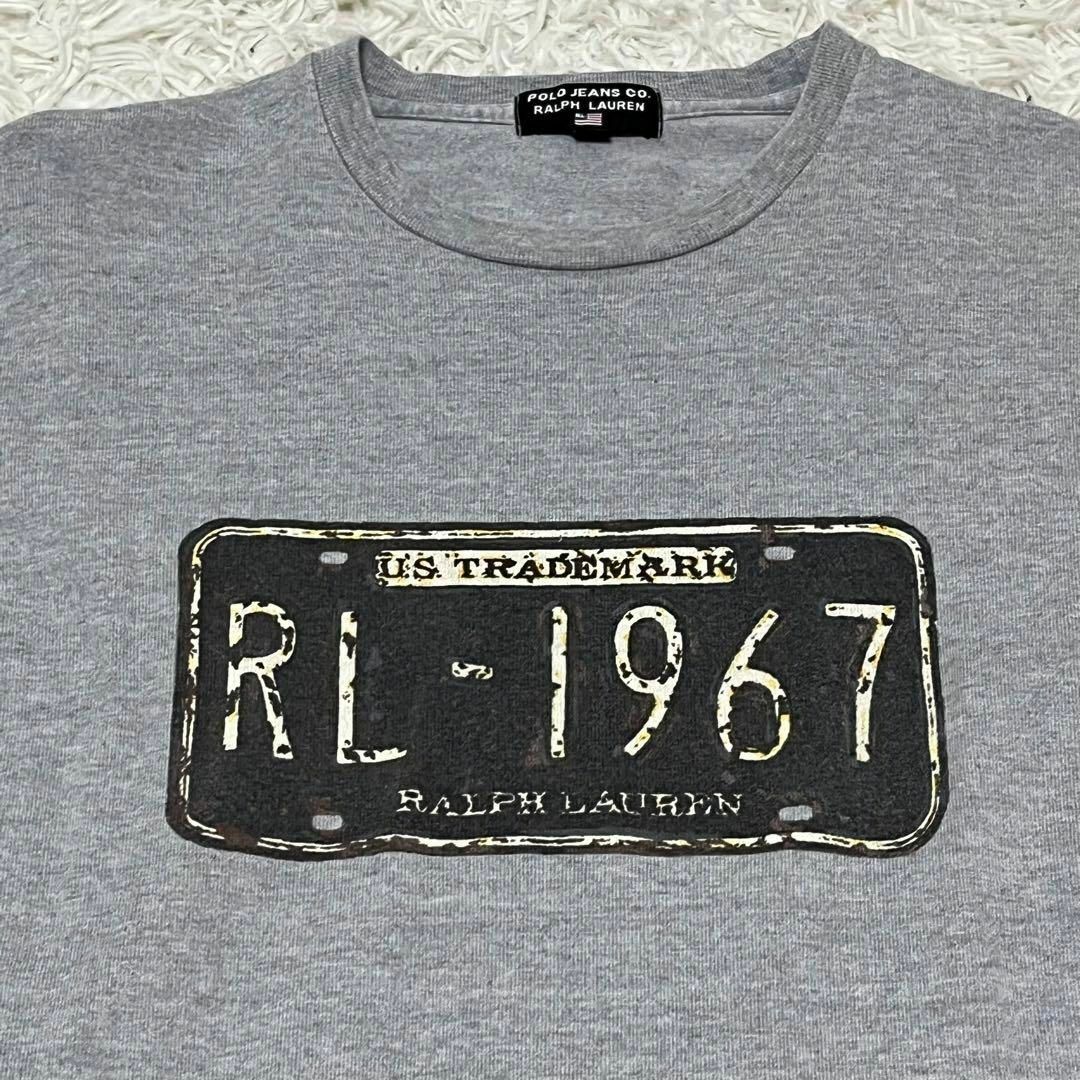 POLO JEANS CO.
RALPH LAUREN
U.S. TRADEMARK
RL-1967
RALPH LAUREN